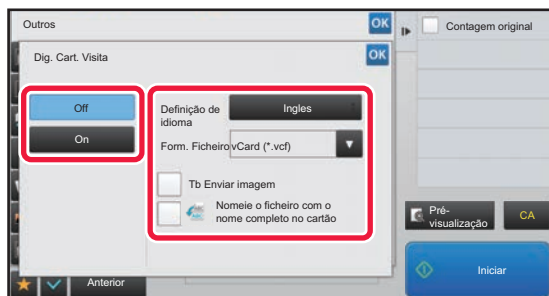 Outros
OK
Contagem original
Dig. Cart. Visita
OK
Off
On
Definição de
idioma
Ingles
Form. Ficheiro
vCard (*.vcf)
Tb Enviar imagem
Nomeie o ficheiro com o
nome completo no cartão
Pré-
visualização
CA
Anterior
Iniciar